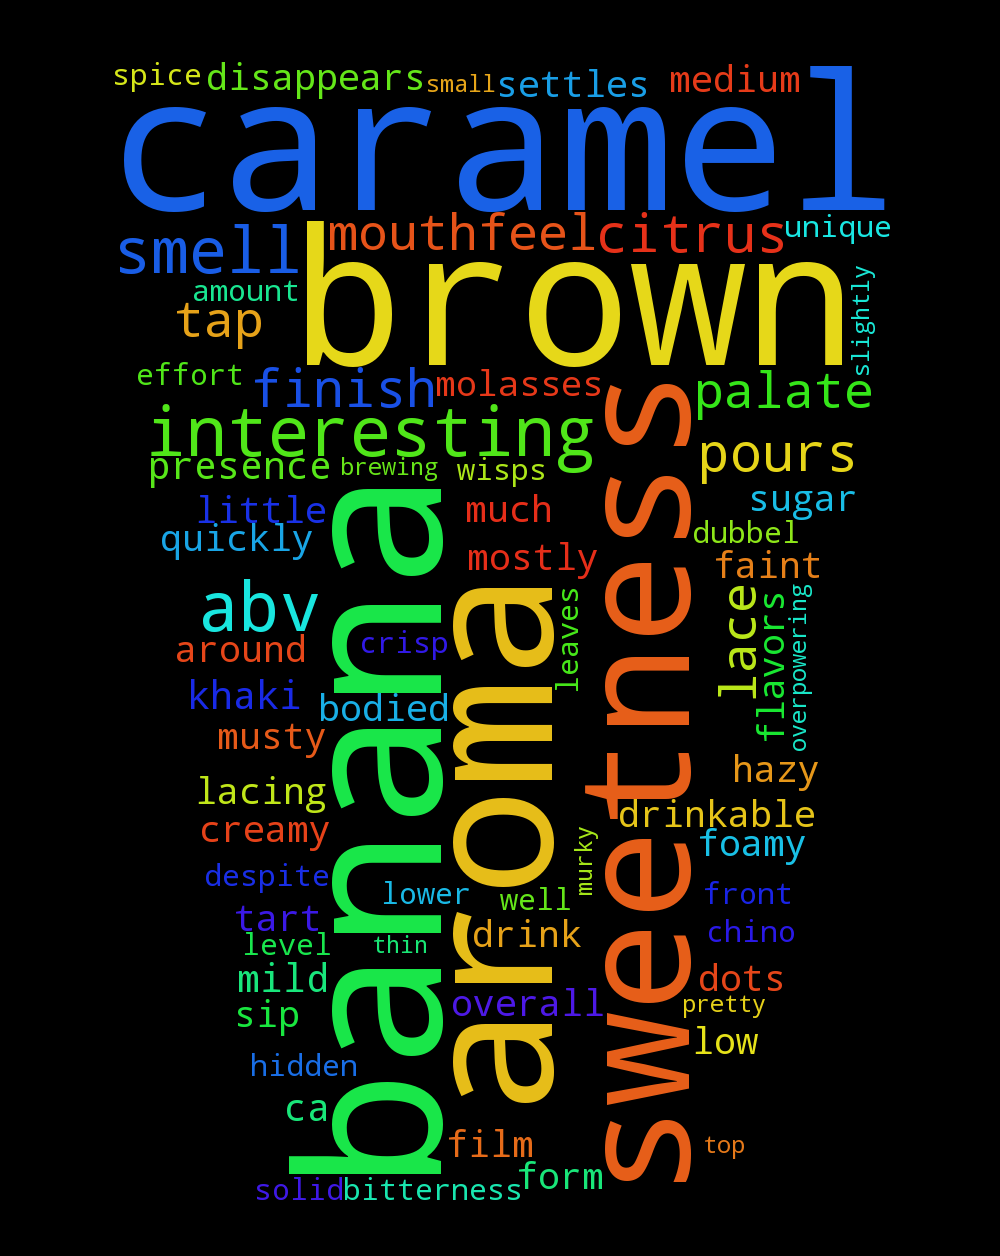 spice
disappears
small
settles
medium
caramel
smell
mouthfeel
citrus
unique
brown
amount
tap
slightly
effort
finish
molasses
palate
interesting
pours
presence
brewing
wisps
sugar
little
much
quickly
dubbel
mostly
faint
banana
aroma
sweetness
abv
leaves
lace
flavors
overpowering
around
crisp
khaki
bodied
musty
hazy
lacing
drinkable
creamy
foamy
murky
despite
lower
well
front
tart
drink
chino
level
thin
mild
dots
sip
overall
pretty
low
hidden
ca
film
top
form
solid
bitterness